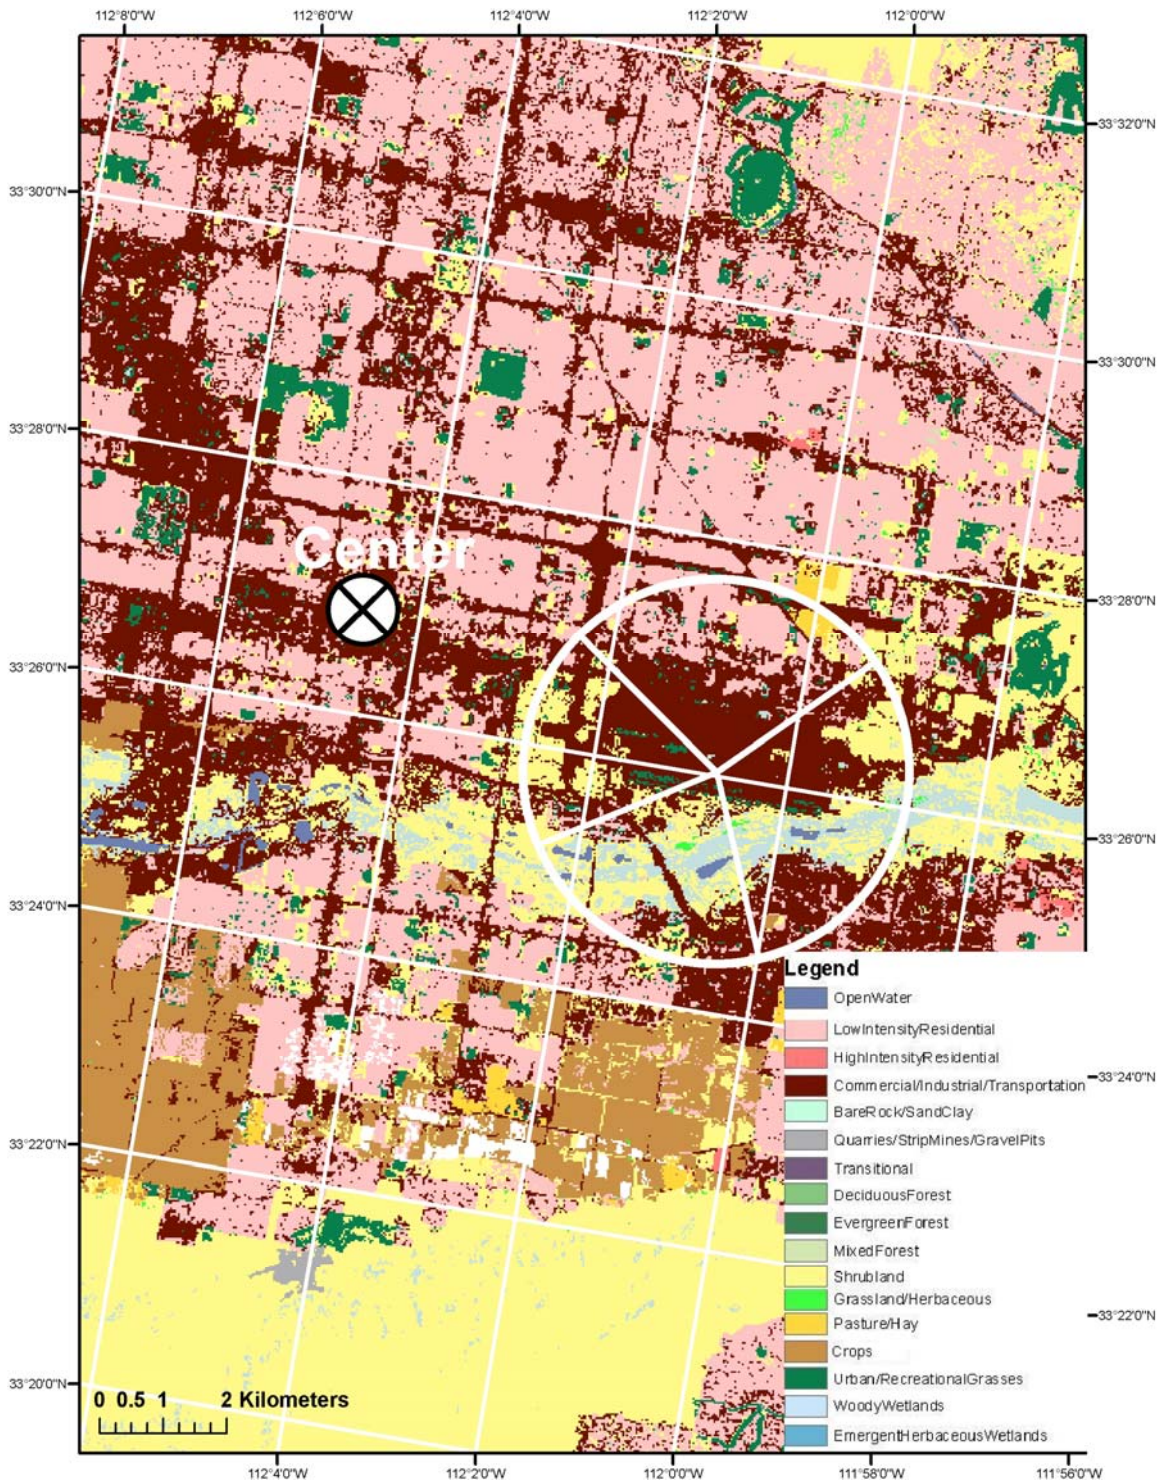 112°8'0"W 112°6'0"W 112°4'0"W 112°2'0"W 112°0'0"W
33°32'0"N
33°30'0"N
33°30'0"N
33°28'0"N
Center
33°28'0"N
33°26'0"N
33°26'0"N
33°24'0"N
Legend
OpenWater
LowIntensityResidential
HighIntensityResidential
33°24'0"N
Commercial/Industrial/Transportation
BareRock/SandClay
33°22'0"N
Quarries/StripMines/GravelPits
Transitional
DeciduousForest
EvergreenForest
MixedForest
Shrubland
Grassland/Herbaceous
33°22'0"N
Pasture/Hay
Crops
33°20'0"N
Urban/RecreationalGrasses
0 0.5 1 2 Kilometers
WoodyWetlands
EmergentHerbaceousWetlands
112°4'0"W 112°2'0"W 112°0'0"W 111°58'0"W 111°56'0"W